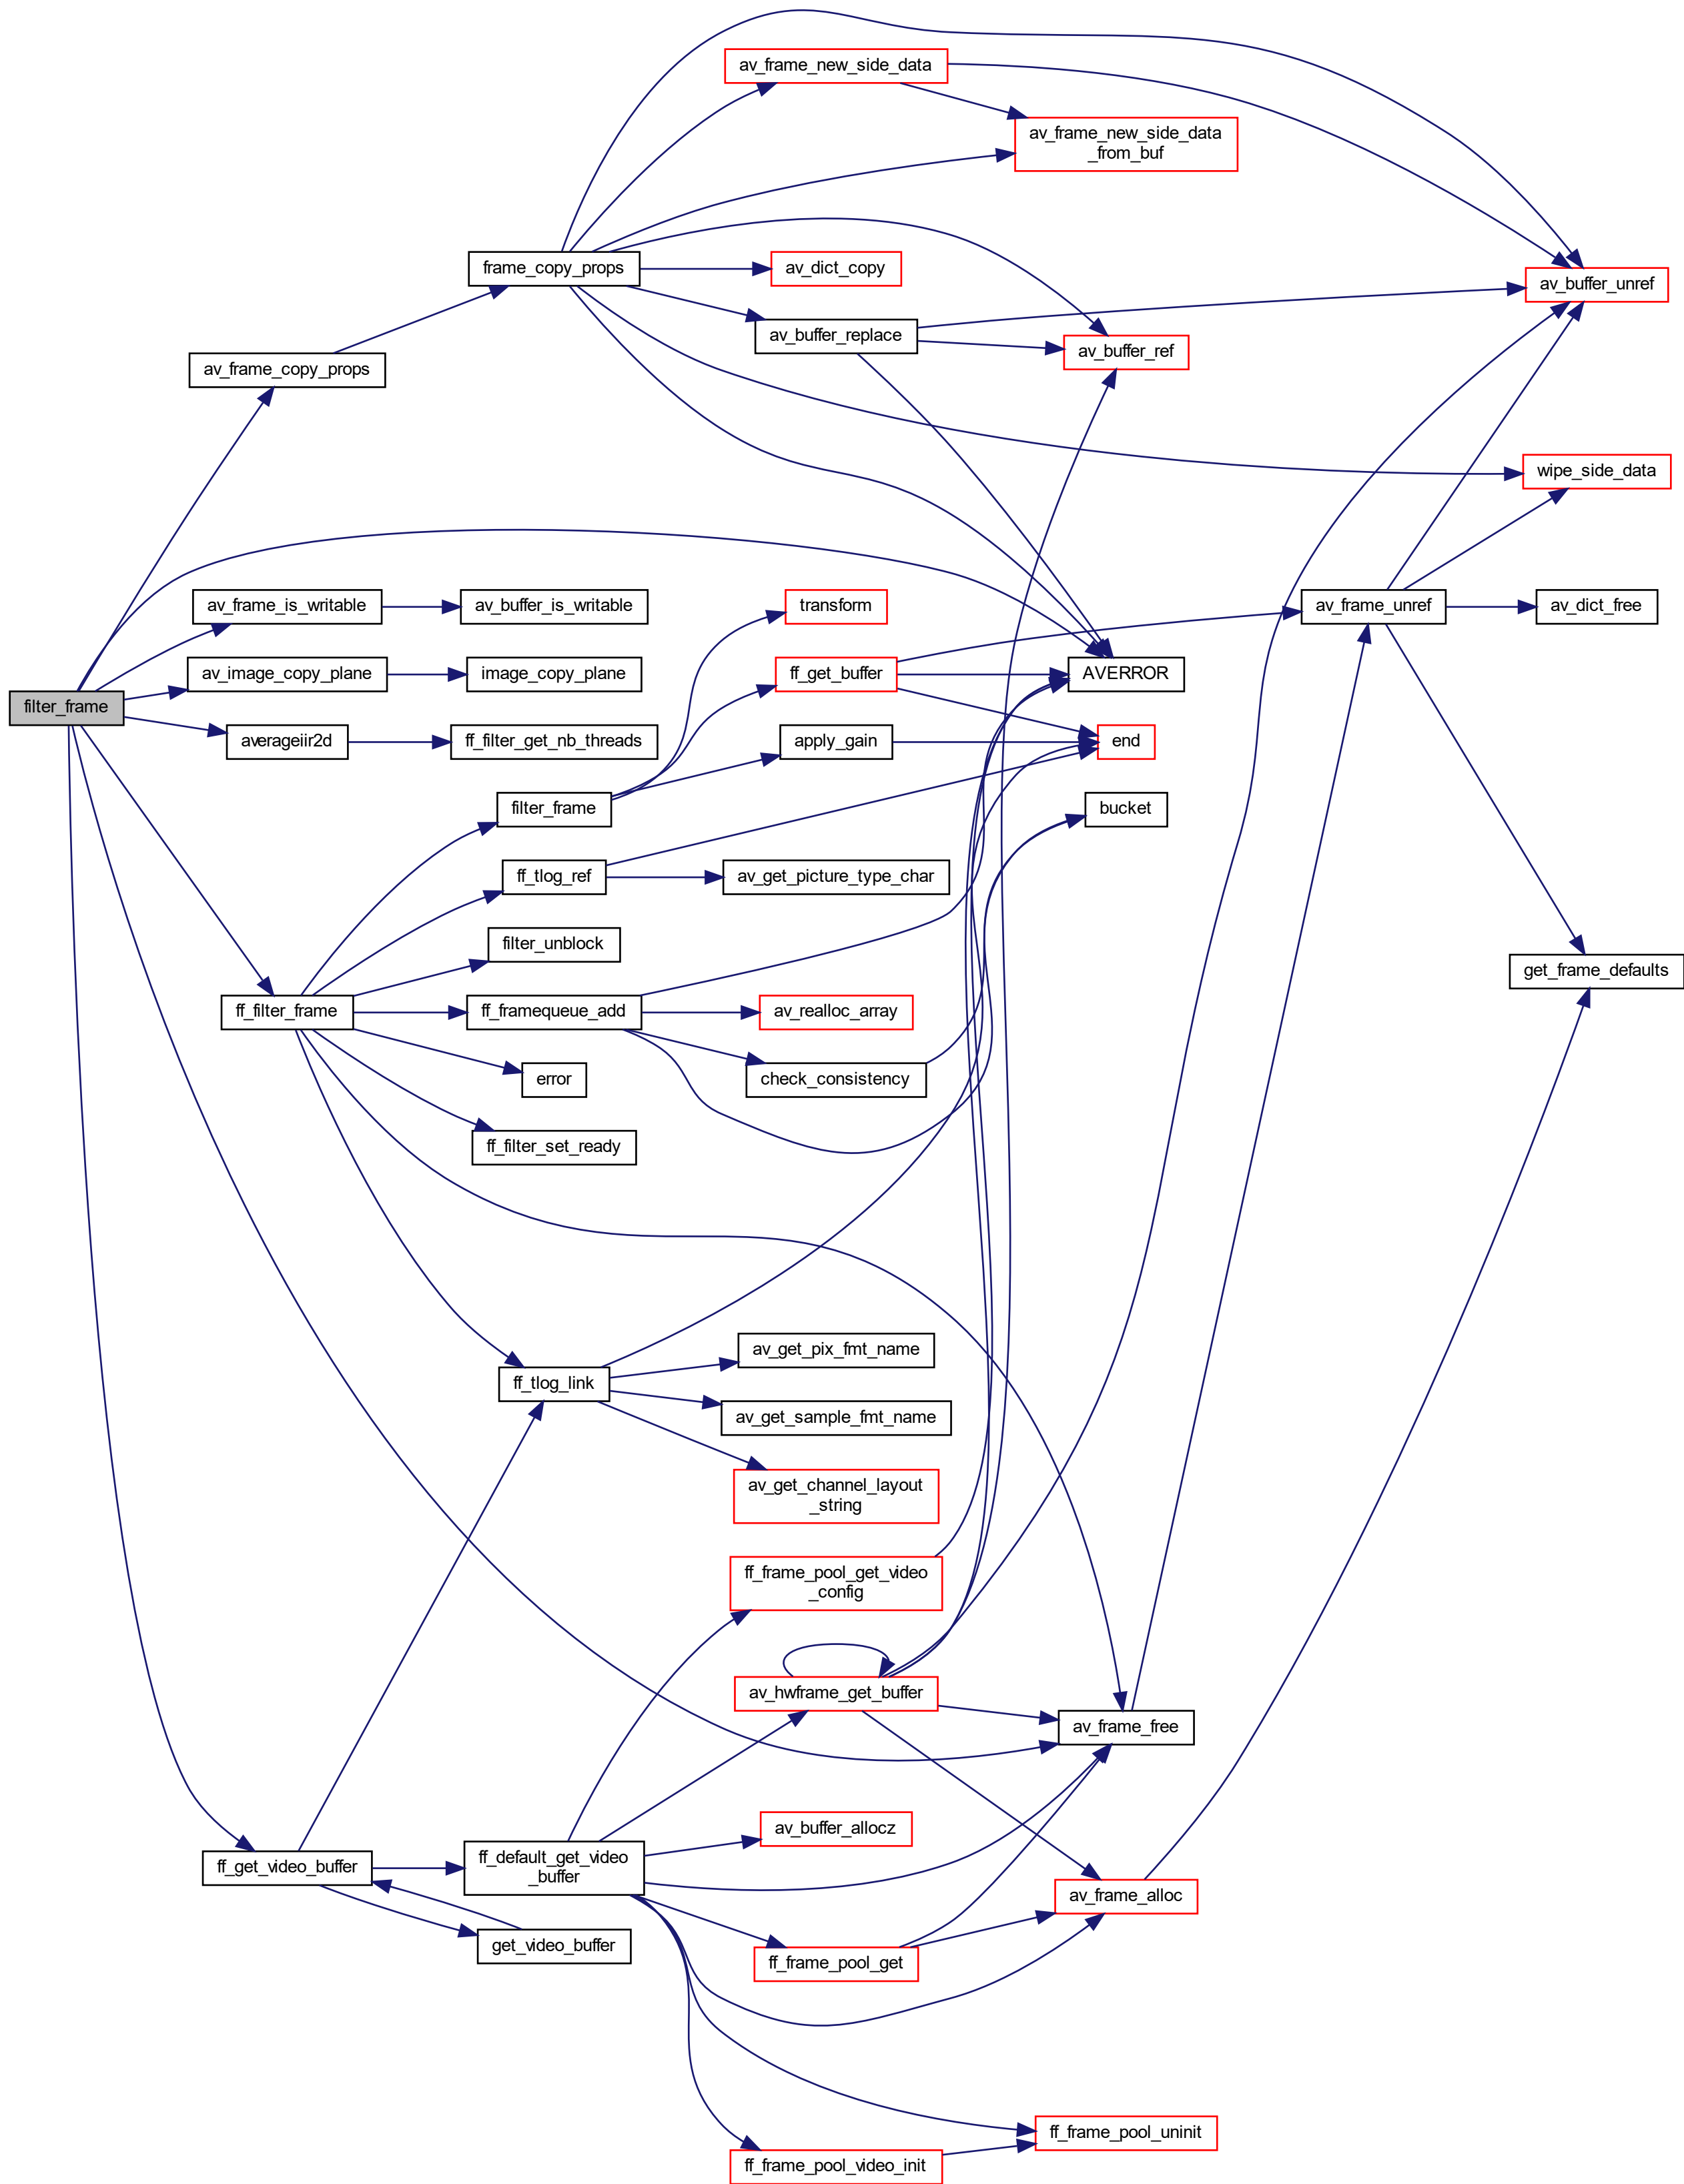 av_frame_new_side_data
av_frame_new_side_data
_from_buf
frame_copy_props
av_dict_copy
av_buffer_unref
av_buffer_replace
av_buffer_ref
av_frame_copy_props
wipe_side_data
av_frame_is_writable
av_buffer_is_writable
transform
av_frame_unref
av_dict_free
av_image_copy_plane
image_copy_plane
ff_get_buffer
AVERROR
filter_frame
averageiir2d
ff_filter_get_nb_threads
apply_gain
end
filter_frame
bucket
ff_tlog_ref
av_get_picture_type_char
filter_unblock
get_frame_defaults
ff_filter_frame
ff_framequeue_add
av_realloc_array
error
check_consistency
ff_filter_set_ready
av_get_pix_fmt_name
ff_tlog_link
av_get_sample_fmt_name
av_get_channel_layout
_string
ff_frame_pool_get_video
_config
av_hwframe_get_buffer
av_frame_free
av_buffer_allocz
ff_get_video_buffer
ff_default_get_video
_buffer
av_frame_alloc
get_video_buffer
ff_frame_pool_get
ff_frame_pool_uninit
ff_frame_pool_video_init